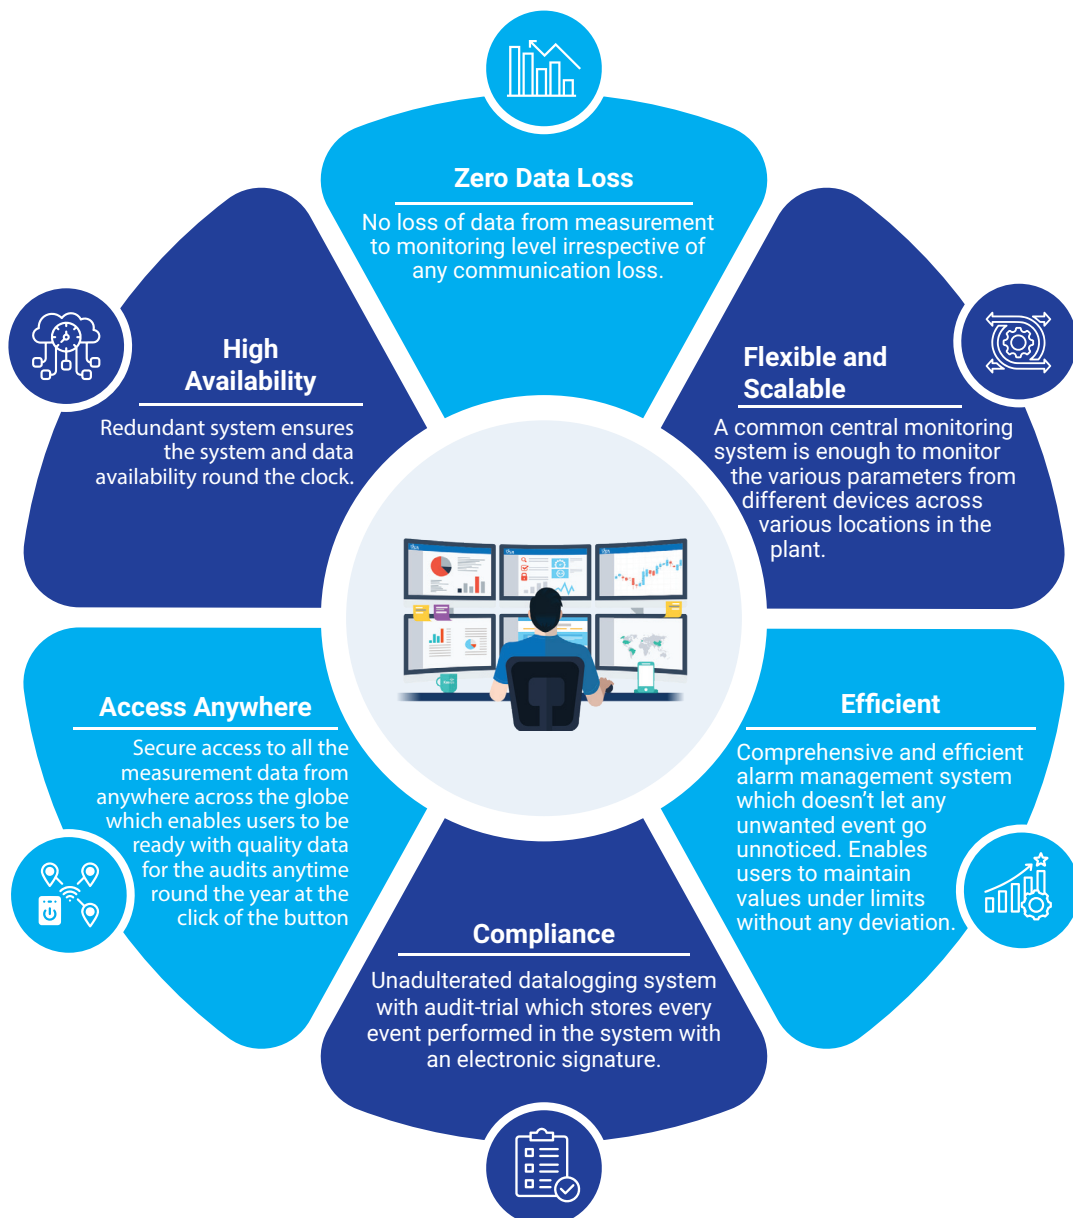 Zero Data Loss
No loss of data from measurement
to monitoring level irrespective of
any communication loss.
Flexible and
Scalable
A common central monitoring
system is enough to monitor
the various parameters from
different devices across
various locations in the
plant.
Efficient
Comprehensive and efficient
alarm management system
which doesn't let any
unwanted event go
unnoticed. Enables
users to maintain
values under limits
without any deviation.
Compliance
Unadulterated datalogging system
with audit-trial which stores every
event performed in the system with
an electronic signature.
Access Anywhere
Secure access to all the
measurement data from
anywhere across the globe
which enables users to be
ready with quality data
for the audits anytime
round the year at the
click of the button
High
Availability
Redundant system ensures
the system and data
availability round the clock.